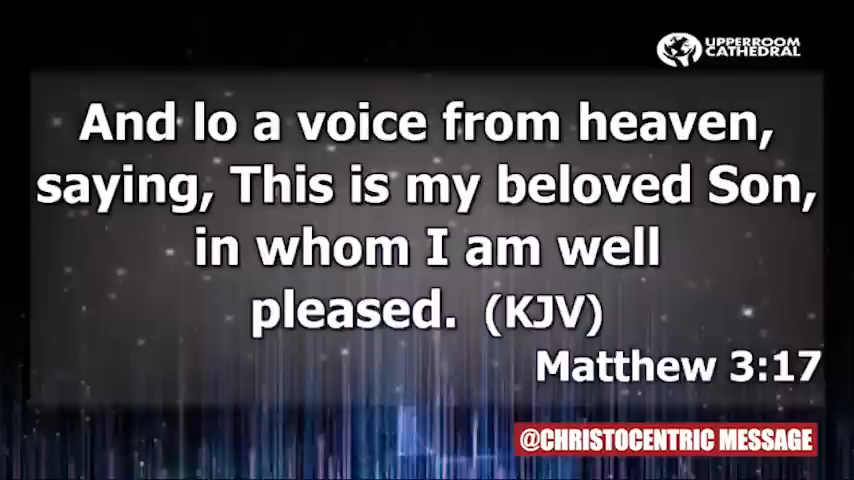 UPPERROOM
CATHEDRAL
And lo a voice from heaven,
saying, This is my beloved Son,
in whom I am well
pleased. (KJV)
Matthew 3:17
@CHRISTOCENTRIC MESSAGE